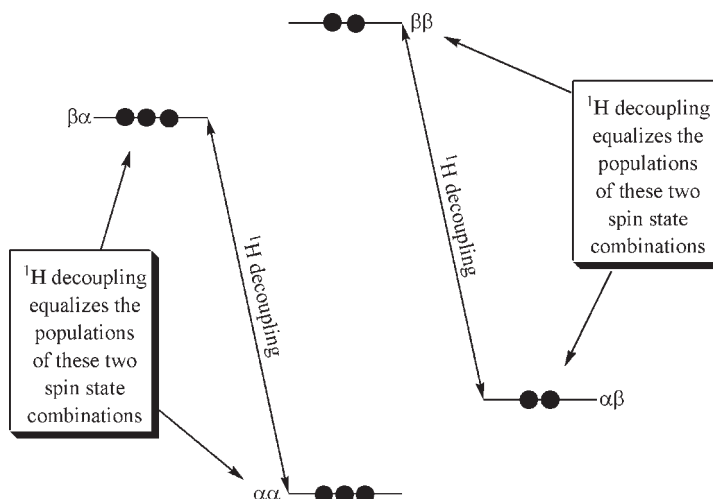 ββ
βα
¹H decoupling
equalizes the
populations
of these two
spin state
combinations
¹H decoupling
¹H decoupling
¹H decoupling
equalizes the
populations
of these two
spin state
combinations
αβ
αα